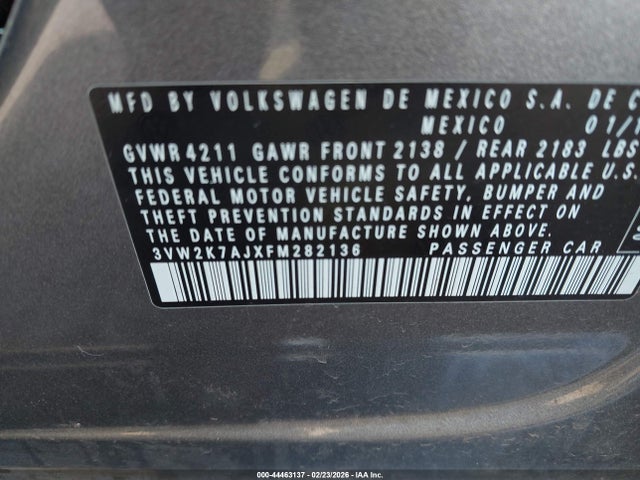 MFD BY VOLKSWAGEN DE MEXICO S.A. DE C
MEXICO 01/
GVWR 4211 GAWR FRONT 2138 / REAR 2183 LBS
THIS VEHICLE CONFORMS TO ALL APPLICABLE U.S.
FEDERAL MOTOR VEHICLE SAFETY, BUMPER AND
THEFT PREVENTION STANDARDS IN EFFECT ON
THE DATE OF MANUFACTURE SHOWN ABOVE.
3VW2K7AJXFM282136 PASSENGER CAR
000-44463137 - 02/23/2026 - IAA Inc.